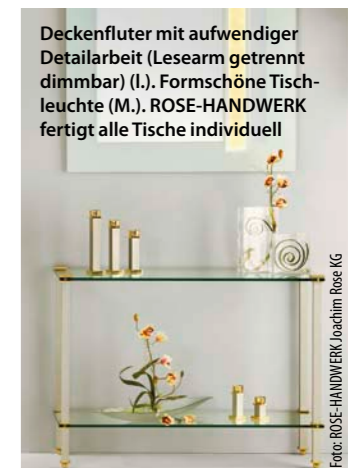 Deckenfluter mit aufwendiger
Detailarbeit (Lesearm getrennt
dimmbar) (l.). Formschöne Tisch-
leuchte (M.). ROSE-HANDWERK
fertigt alle Tische individuell
Foto: ROSE-HANDWERK Joachim Rose KG